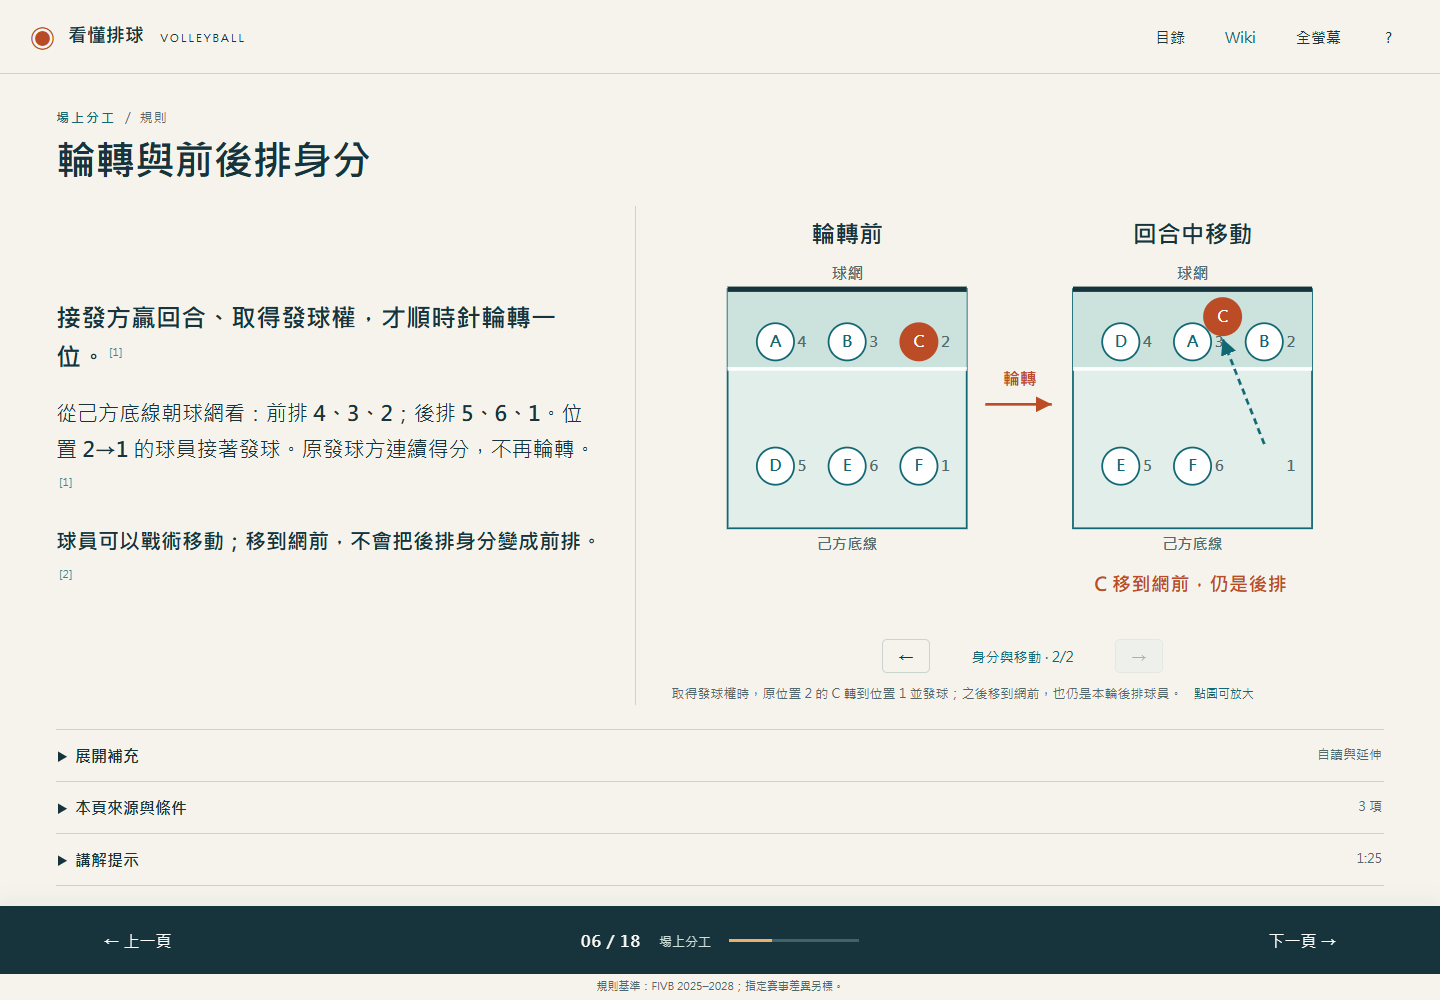 看懂排球 VOLLEYBALL
目錄 Wiki 全螢幕 ?
場上分工 / 規則
輪轉與前後排身分
接發方贏回合、取得發球權，才順時針輪轉一
位。[1]
從己方底線朝球網看：前排 4、3、2；後排 5、6、1。位
置 2→1 的球員接著發球。原發球方連續得分，不再輪轉。
[1]
球員可以戰術移動；移到網前，不會把後排身分變成前排。
[2]
輪轉前
球網
A 4 B 3 C 2
D 5 E 6 F 1
己方底線
輪轉
回合中移動
球網
C
D 4 A 3 B 2
E 5 F 6 1
己方底線
C 移到網前，仍是後排
← 身分與移動 · 2/2 →
取得發球權時，原位置 2 的 C 轉到位置 1 並發球；之後移到網前，也仍是本輪後排球員。 點圖可放大
▶ 展開補充 自讀與延伸
▶ 本頁來源與條件 3 項
▶ 講解提示 1:25
← 上一頁 06 / 18 場上分工 下一頁 →
規則基準：FIVB 2025–2028；指定賽事差異另標。